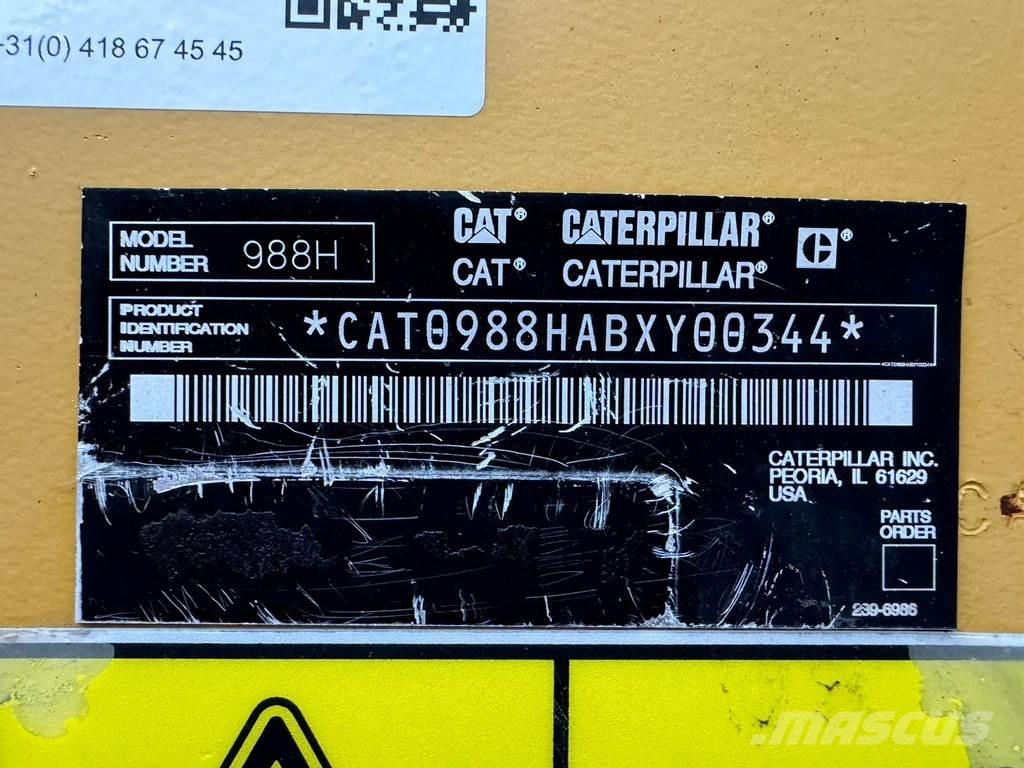 -31(0) 418 67 45 45
MODEL NUMBER 988H
CAT® CATERPILLAR® C®
CAT® CATERPILLAR®
PRODUCT IDENTIFICATION NUMBER *CAT0988HABXY00344*
*CAT0988HABXY00344*
CATERPILLAR INC.
PEORIA, IL 61629
USA
PARTS
ORDER
239-6986
MASCUS